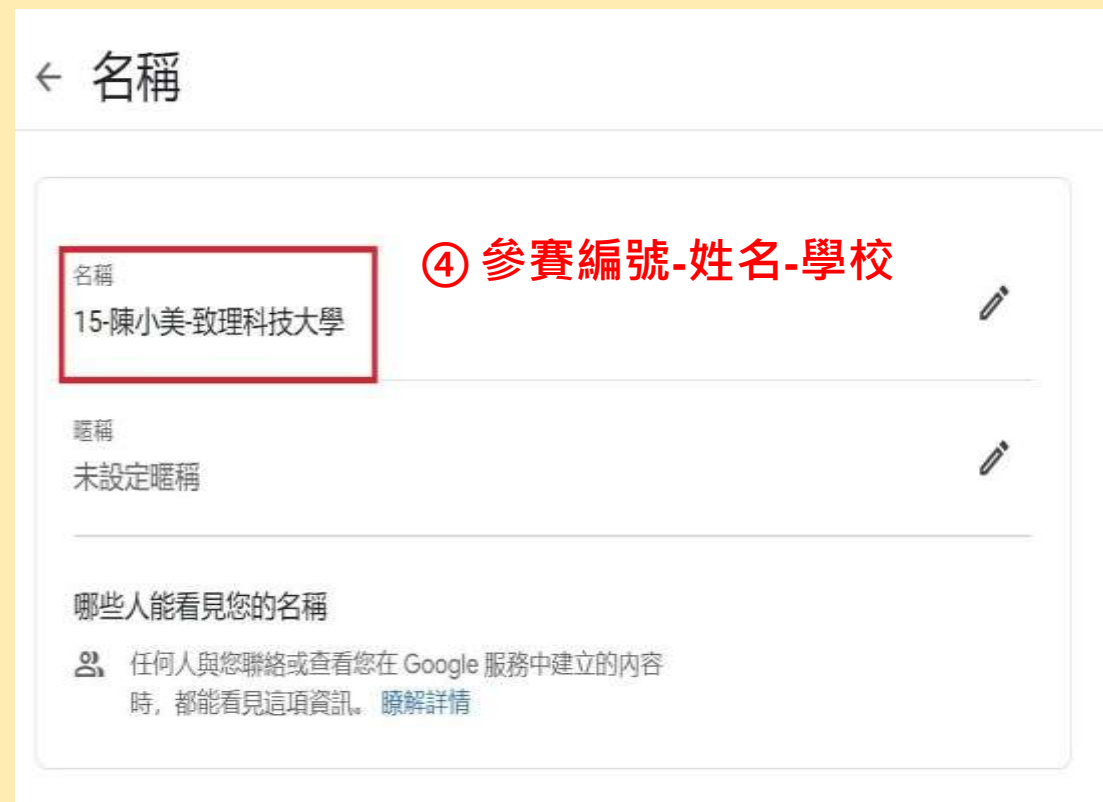 ← 名稱
④ 參賽編號-姓名-學校
名稱
15-陳小美-致理科技大學
暱稱
未設定暱稱
哪些人能看見您的名稱
任何人與您聯絡或查看您在 Google 服務中建立的內容
時，都能看見這項資訊。瞭解詳情